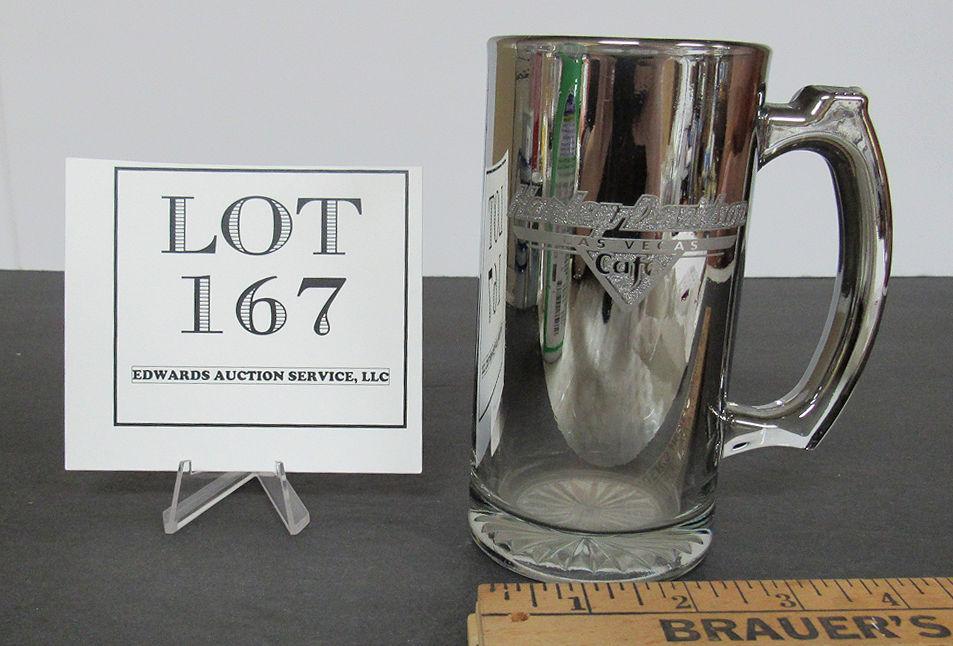 LOT
167
EDWARDS AUCTION SERVICE, LLC
Harley-Davidson
LAS VEGAS
Cafe
1 2 3 4
BRAUER'S